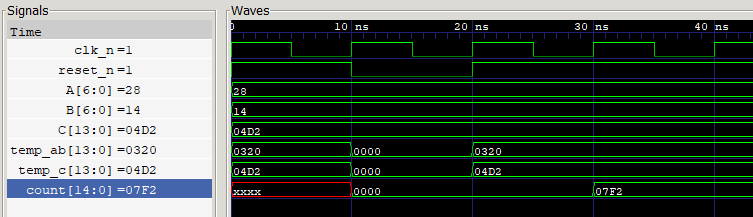 Signals
Waves
Time
0 10 ns 20 ns 30 ns 40 ns
clk_n=1
reset_n=1
A[6:0]=28 28
B[6:0]=14 14
C[13:0]=04D2 04D2
temp_ab[13:0]=0320 0320 0000 0320
temp_c[13:0]=04D2 04D2 0000 04D2
count[14:0]=07F2 xxxx 0000 07F2